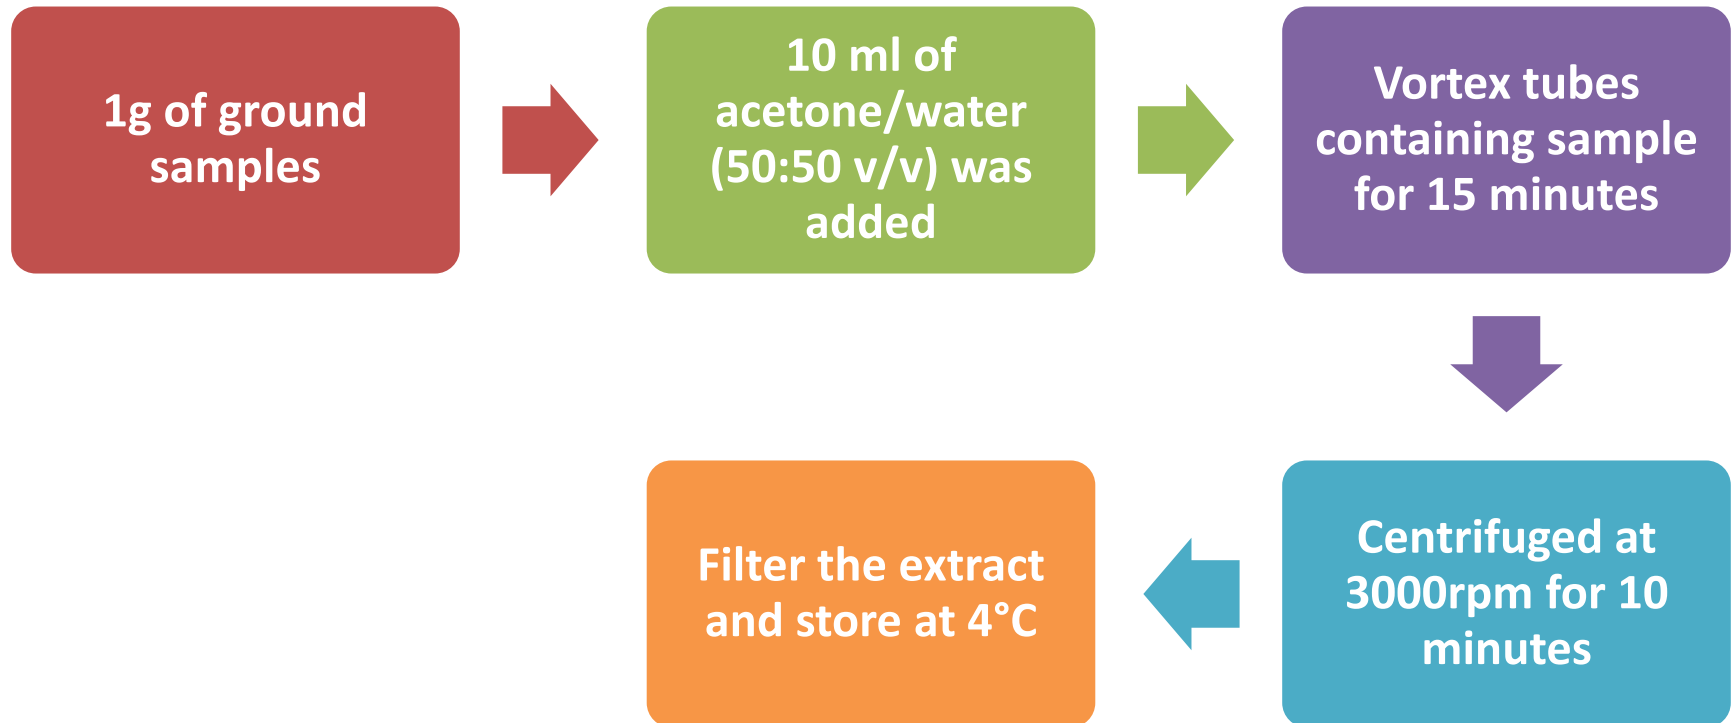 1g of ground
samples
10 ml of
acetone/water
(50:50 v/v) was
added
Vortex tubes
containing sample
for 15 minutes
Centrifuged at
3000rpm for 10
minutes
Filter the extract
and store at 4°C